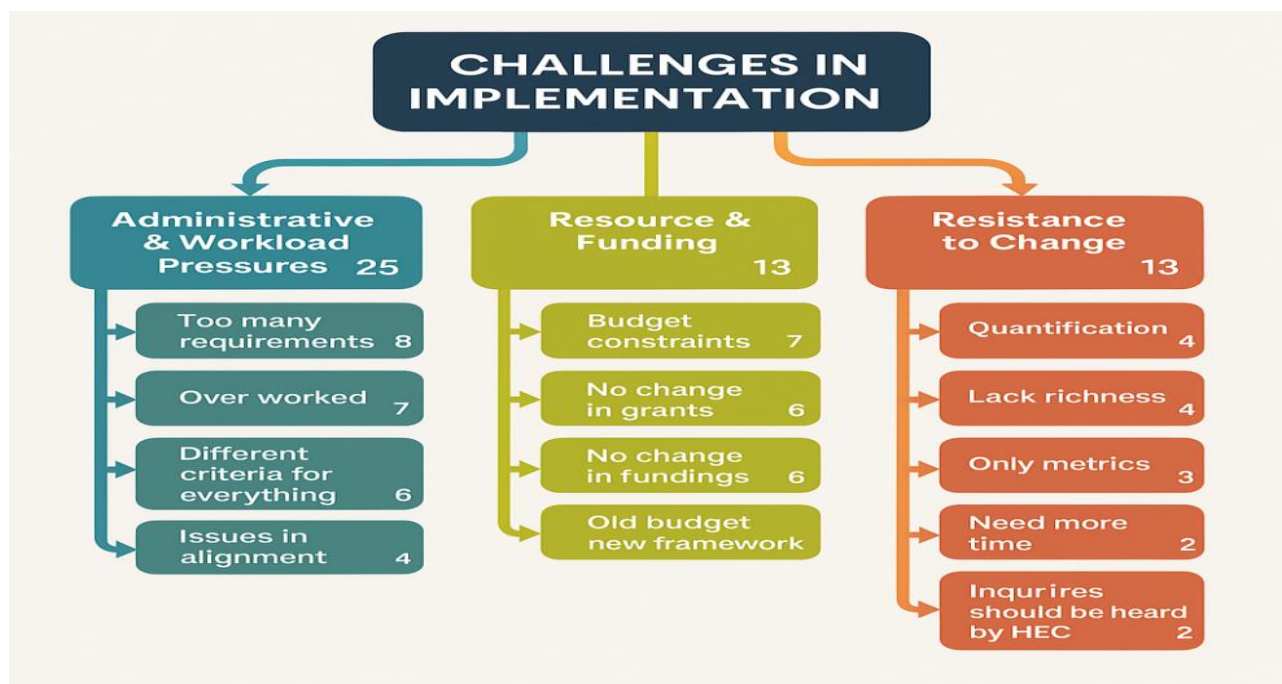 CHALLENGES IN
IMPLEMENTATION
Administrative
& Workload
Pressures 25
Too many
requirements 8
Over worked 7
Different
criteria for
everything 6
Issues in
alignment 4
Resource &
Funding
13
Budget
constraints 7
No change
in grants 6
No change
in fundings 6
Old budget
new framework
Resistance
to Change
13
Quantification
4
Lack richness
4
Only metrics
3
Need more
time 2
Inqurires
should be heard
by HEC 2